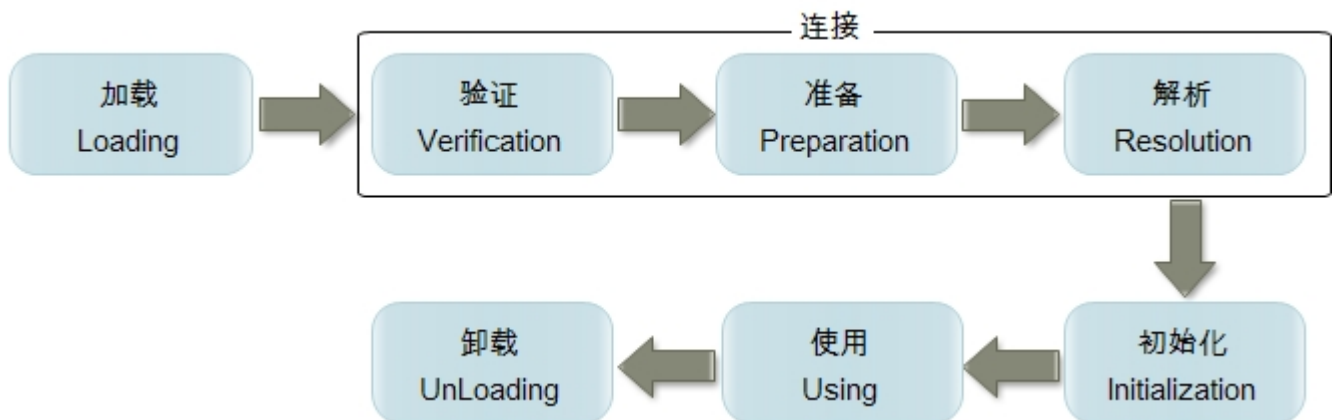 连接
加载
Loading
验证
Verification
准备
Preparation
解析
Resolution
初始化
Initialization
使用
Using
卸载
UnLoading